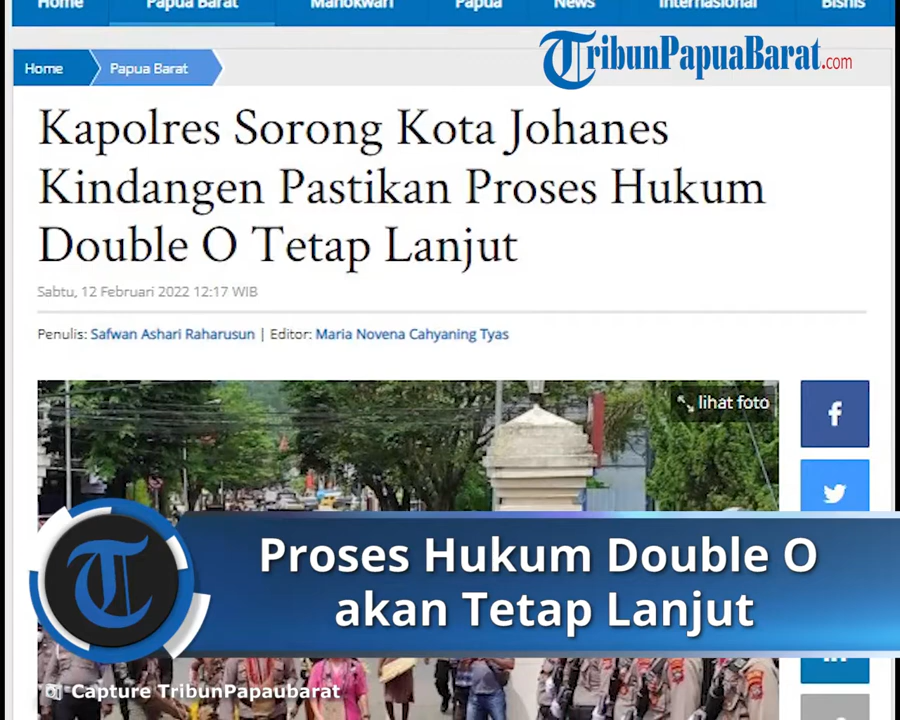 Home Papua Barat Manokwari Papua News Internasional Bisnis
Home Papua Barat
TribunPapuaBarat.com
Kapolres Sorong Kota Johanes
Kindangen Pastikan Proses Hukum
Double O Tetap Lanjut
Sabtu, 12 Februari 2022 12:17 WIB
Penulis: Safwan Ashari Raharusun | Editor: Maria Novena Cahyaning Tyas
lihat foto
f
T
Proses Hukum Double O
akan Tetap Lanjut
in
Capture TribunPapaubarat